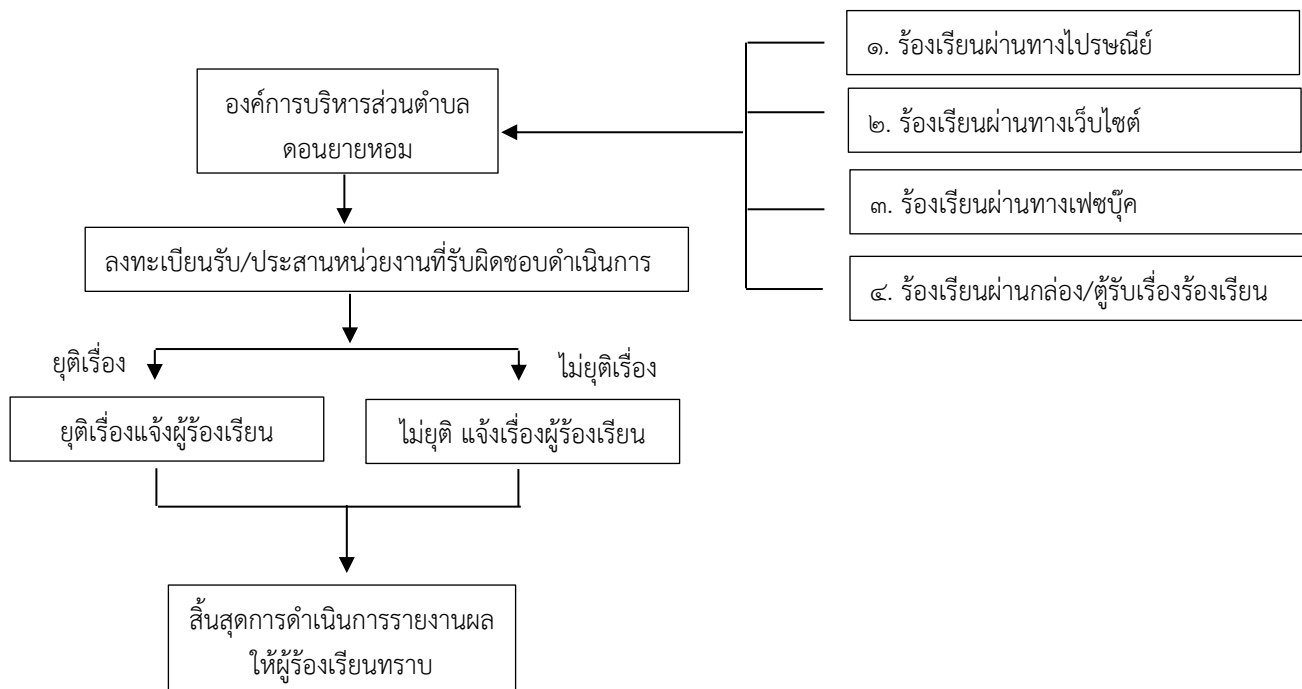 ๑. ร้องเรียนผ่านทางไปรษณีย์
องค์การบริหารส่วนตำบล
ดอนยายหอม
๒. ร้องเรียนผ่านทางเว็บไซต์
๓. ร้องเรียนผ่านทางเฟซบุ๊ค
ลงทะเบียนรับ/ประสานหน่วยงานที่รับผิดชอบดำเนินการ
๔. ร้องเรียนผ่านกล่อง/ตู้รับเรื่องร้องเรียน
ยุติเรื่อง
ไม่ยุติเรื่อง
ยุติเรื่องแจ้งผู้ร้องเรียน
ไม่ยุติ แจ้งเรื่องผู้ร้องเรียน
สิ้นสุดการดำเนินการรายงานผล
ให้ผู้ร้องเรียนทราบ